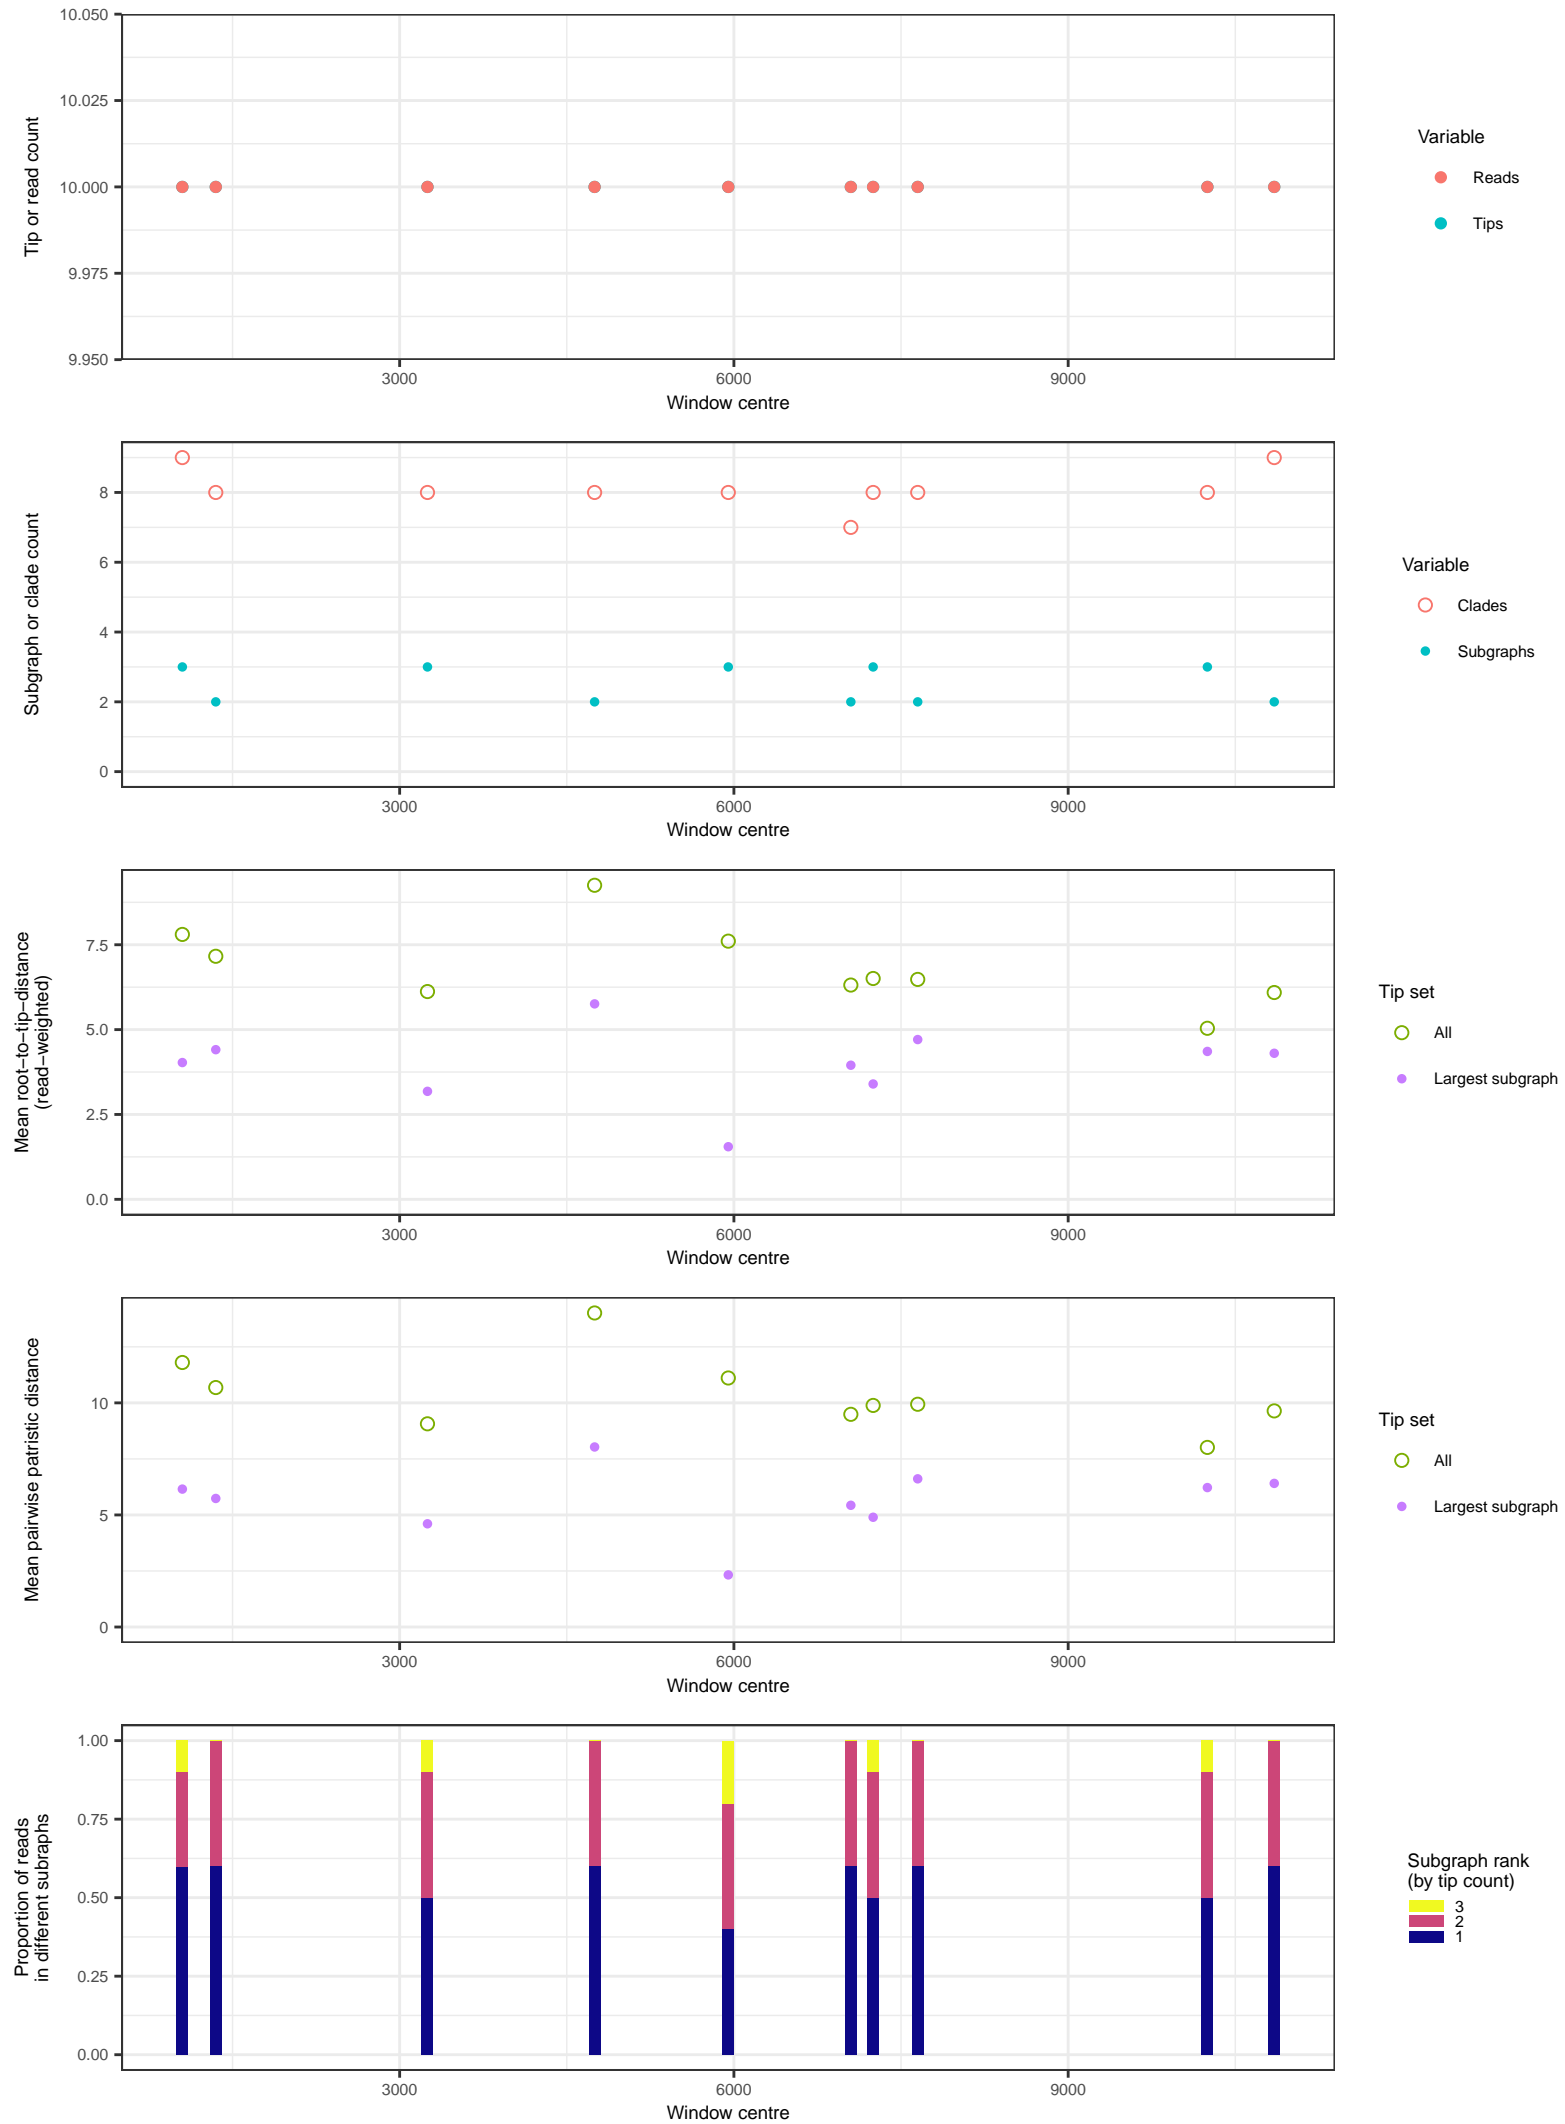 10.050
10.025
10.000
9.975
9.950
Tip or read count
3000
6000
9000
Window centre
Variable
Reads
Tips
8
6
4
2
0
Subgraph or clade count
3000
6000
9000
Window centre
Variable
Clades
Subgraphs
7.5
5.0
2.5
0.0
Mean root−to−tip−distance
(read−weighted)
3000
6000
9000
Window centre
Tip set
All
Largest subgraph
10
5
0
Mean pairwise patristic distance
3000
6000
9000
Window centre
Tip set
All
Largest subgraph
1.00
0.75
0.50
0.25
0.00
Proportion of reads
in different subraphs
3000
6000
9000
Window centre
Subgraph rank
(by tip count)
3
2
1